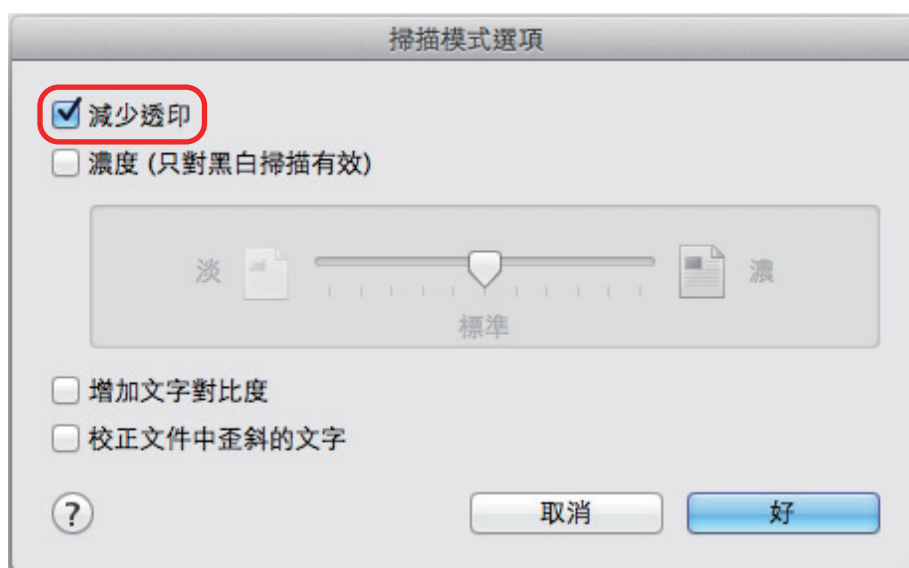 掃描模式選項
減少透印
濃度 (只對黑白掃描有效)
淡 濃
標準
增加文字對比度
校正文件中歪斜的文字
? 取消 好